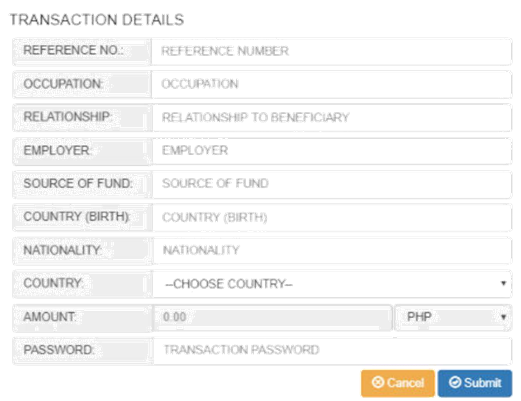 TRANSACTION DETAILS
REFERENCE NO.: REFERENCE NUMBER
OCCUPATION: OCCUPATION
RELATIONSHIP: RELATIONSHIP TO BENEFICIARY
EMPLOYER: EMPLOYER
SOURCE OF FUND: SOURCE OF FUND
COUNTRY (BIRTH): COUNTRY (BIRTH)
NATIONALITY: NATIONALITY
COUNTRY: --CHOOSE COUNTRY--
AMOUNT: 0.00 PHP
PASSWORD: TRANSACTION PASSWORD
Cancel Submit